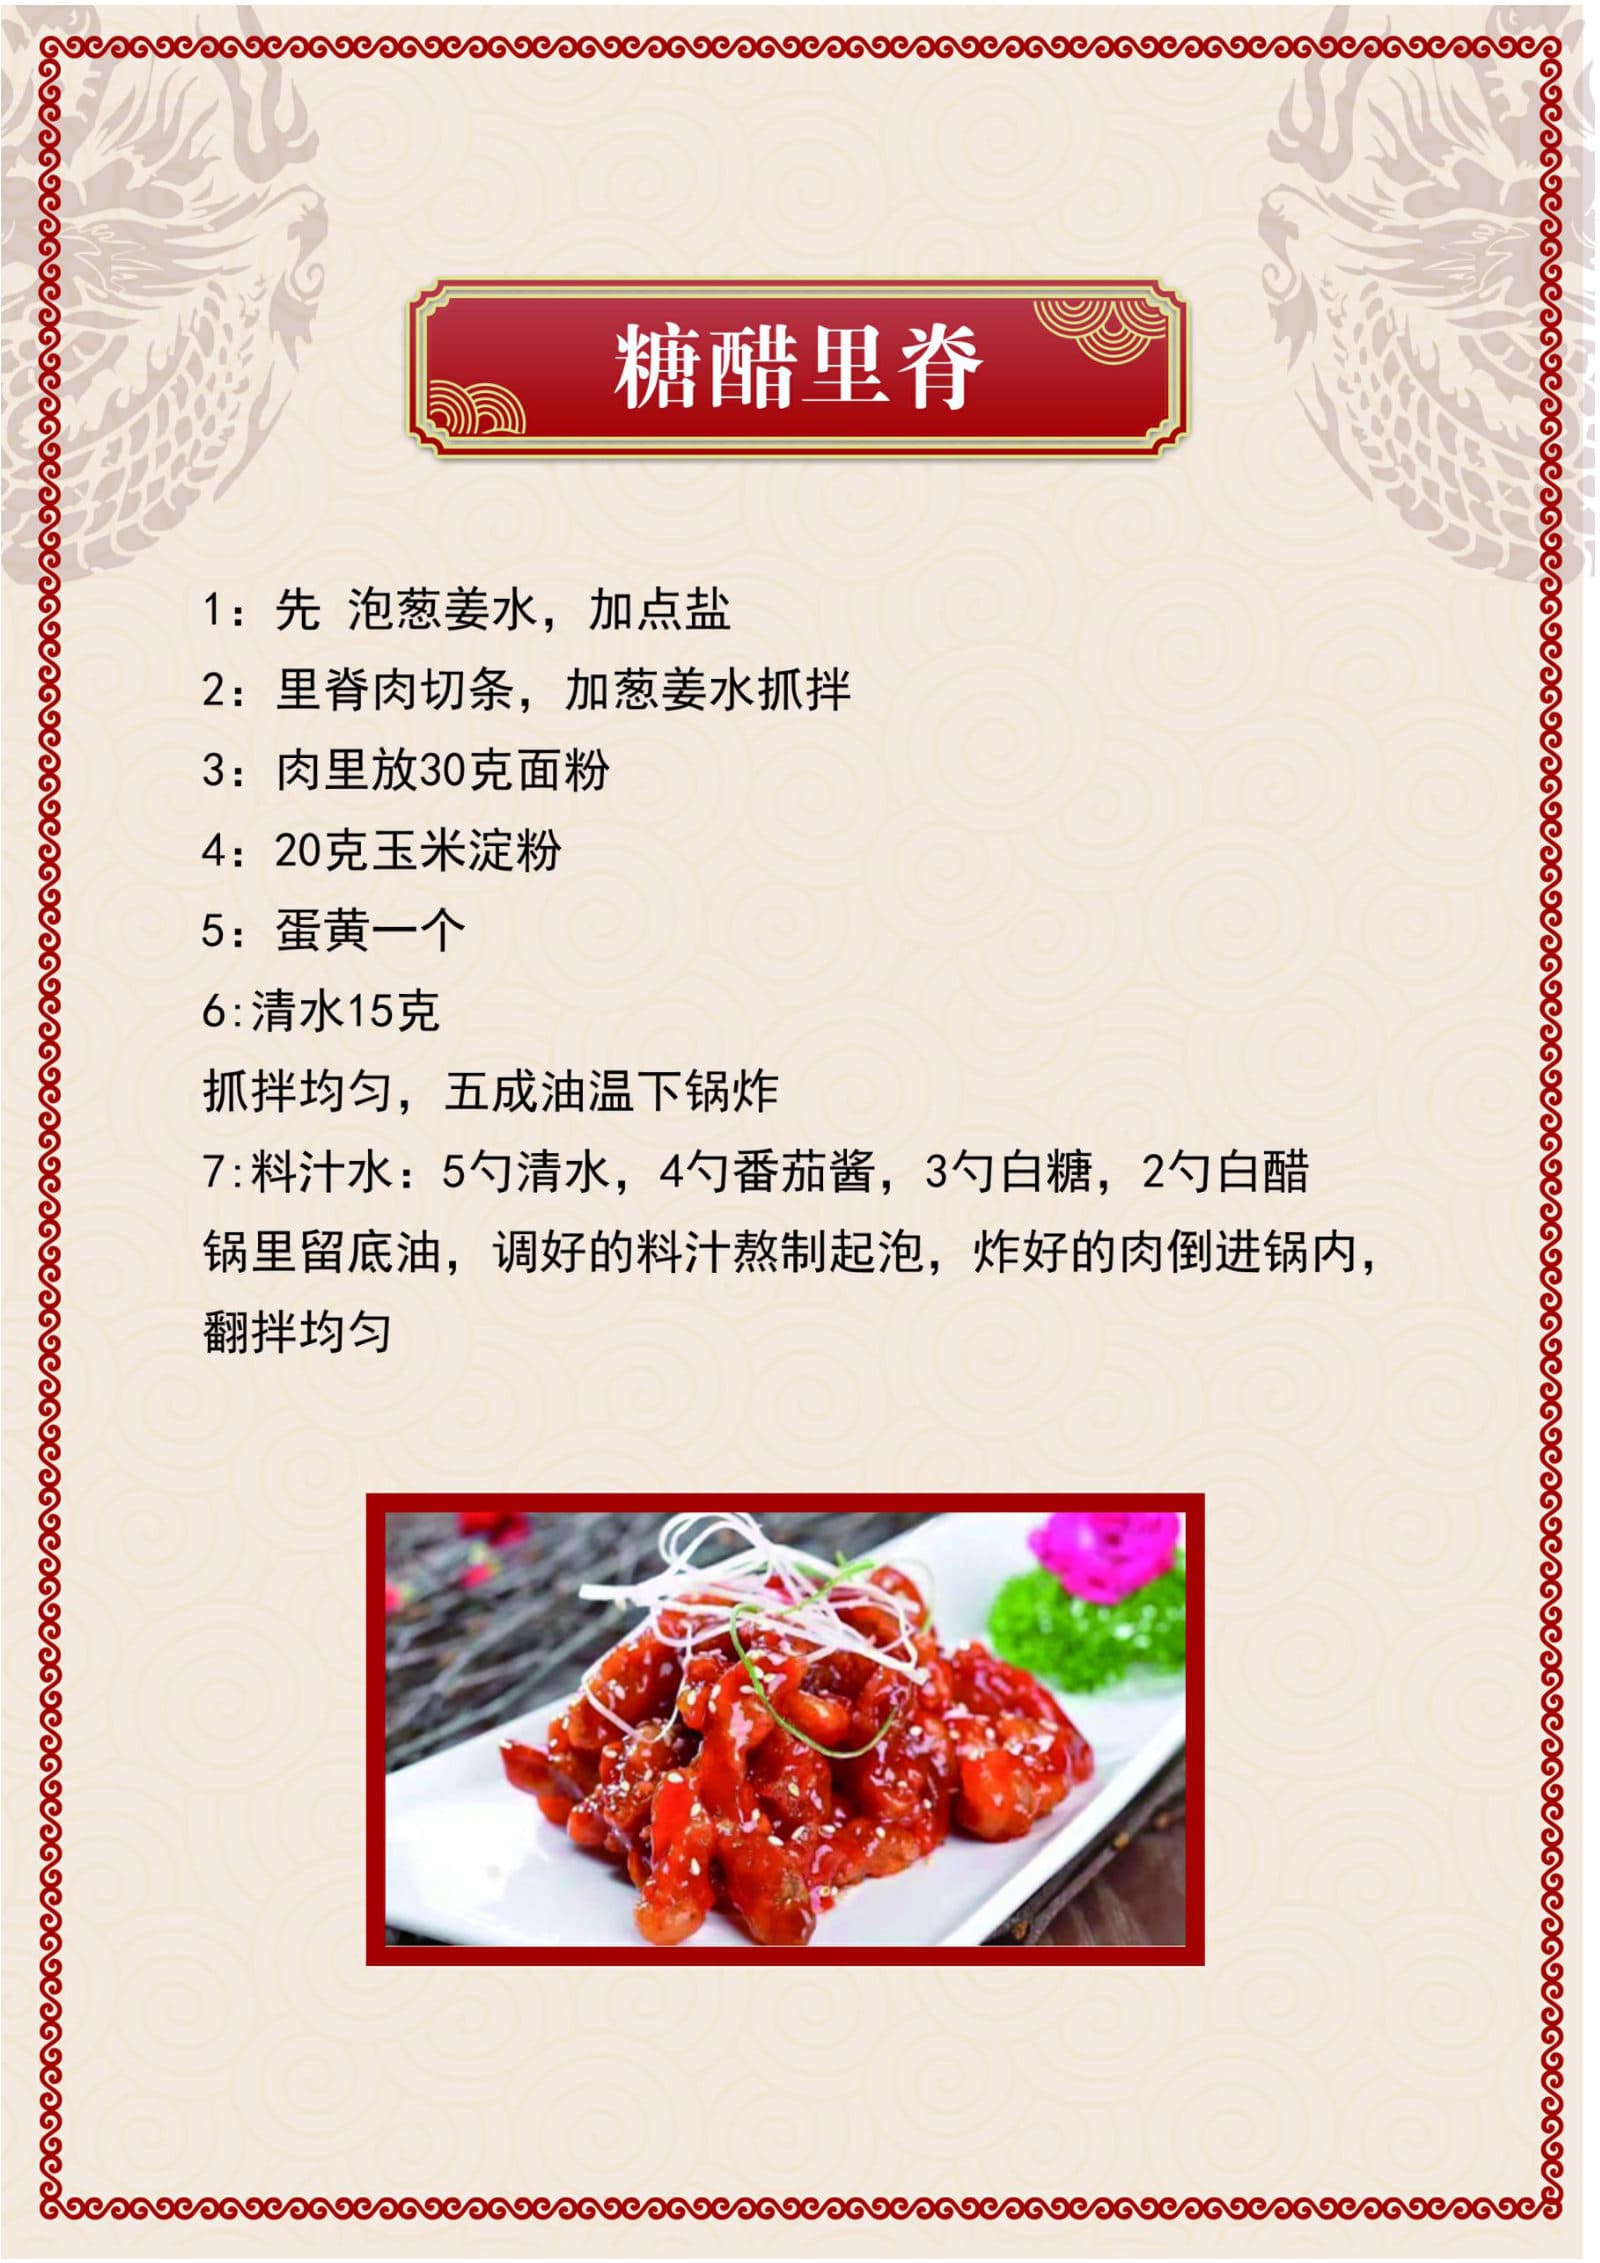 糖醋里脊
1：先 泡葱姜水，加点盐
2：里脊肉切条，加葱姜水抓拌
3：肉里放30克面粉
4：20克玉米淀粉
5：蛋黄一个
6:清水15克
抓拌均匀，五成油温下锅炸
7:料汁水：5勺清水，4勺番茄酱，3勺白糖，2勺白醋
锅里留底油，调好的料汁熬制起泡，炸好的肉倒进锅内，
翻拌均匀